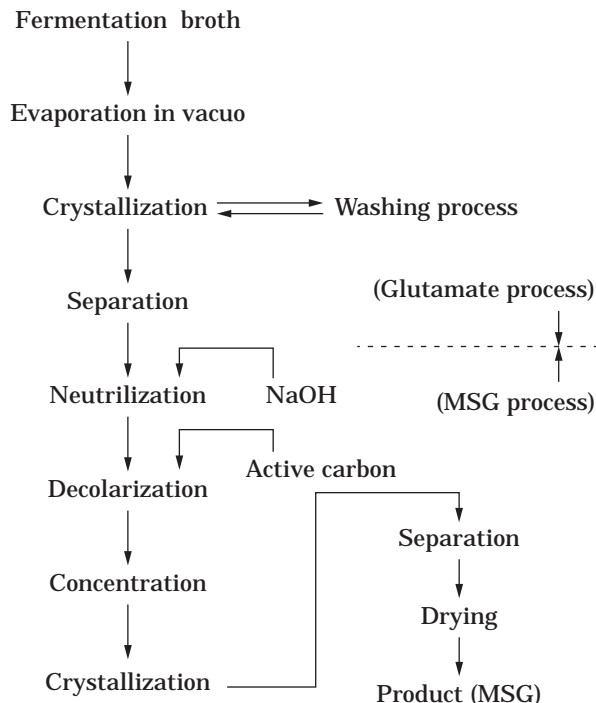 Fermentation broth
Evaporation in vacuo
Crystallization
Washing process
Separation
(Glutamate process)
Neutrilization
NaOH
(MSG process)
Decolarization
Active carbon
Concentration
Crystallization
Separation
Drying
Product (MSG)